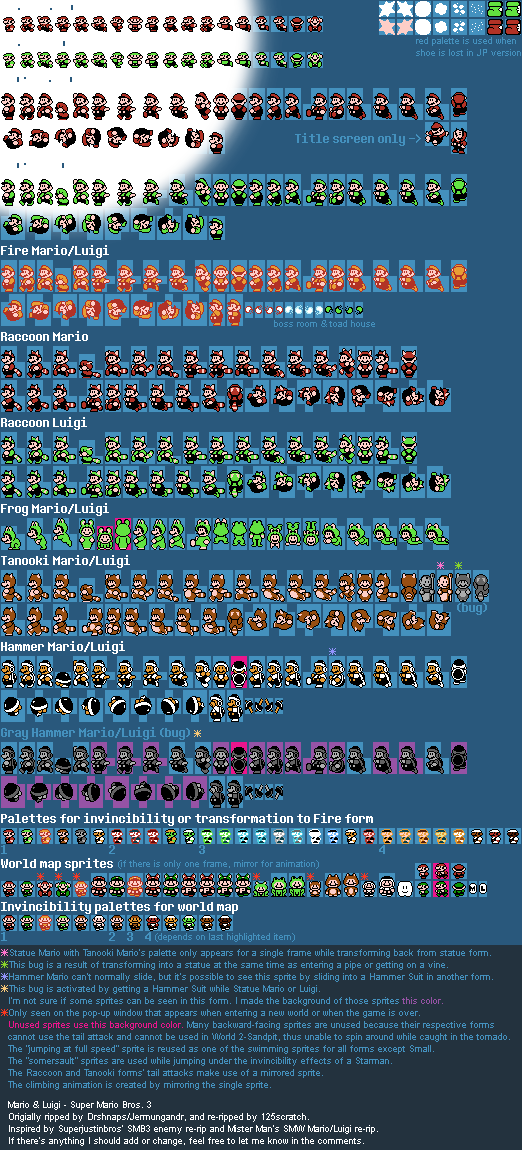 red palette is used when
shoe is lost in JP version
Title screen only ->
Fire Mario/Luigi
boss room & toad house
Raccoon Mario
Raccoon Luigi
Frog Mario/Luigi
Tanooki Mario/Luigi
(bug)
Hammer Mario/Luigi
Gray Hammer Mario/Luigi (bug)
Palettes for invincibility or transformation to Fire form
1 2 3 4
World map sprites (if there is only one frame, mirror for animation)
M L
Invincibility palettes for world map
1 2 3 4 (depends on last highlighted item)
Statue Mario with Tanooki Mario's palette only appears for a single frame while transforming back from statue form.
This bug is a result of transforming into a statue at the same time as entering a pipe or getting on a vine.
Hammer Mario can't normally slide, but it's possible to see this sprite by sliding into a Hammer Suit in another form.
This bug is activated by getting a Hammer Suit while Statue Mario or Luigi.
I'm not sure if some sprites can be seen in this form. I made the background of those sprites this color.
Only seen on the pop-up window that appears when entering a new world or when the game is over.
Unused sprites use this background color. Many backward-facing sprites are unused because their respective forms
cannot use the tail attack and cannot be used in World 2-Sandpit, thus unable to spin around while caught in the tornado.
The "jumping at full speed" sprite is reused as one of the swimming sprites for all forms except Small.
The "somersault" sprites are used while jumping under the invincibility effects of a Starman.
The Raccoon and Tanooki forms' tail attacks make use of a mirrored sprite.
The climbing animation is created by mirroring the single sprite.
Mario & Luigi - Super Mario Bros. 3
Origially ripped by Drshnaps/Jermungandr, and re-ripped by 125scratch.
Inspired by Superjustinbros' SMB3 enemy re-rip and Mister Man's SMW Mario/Luigi re-rip.
If there's anything I should add or change, feel free to let me know in the comments.